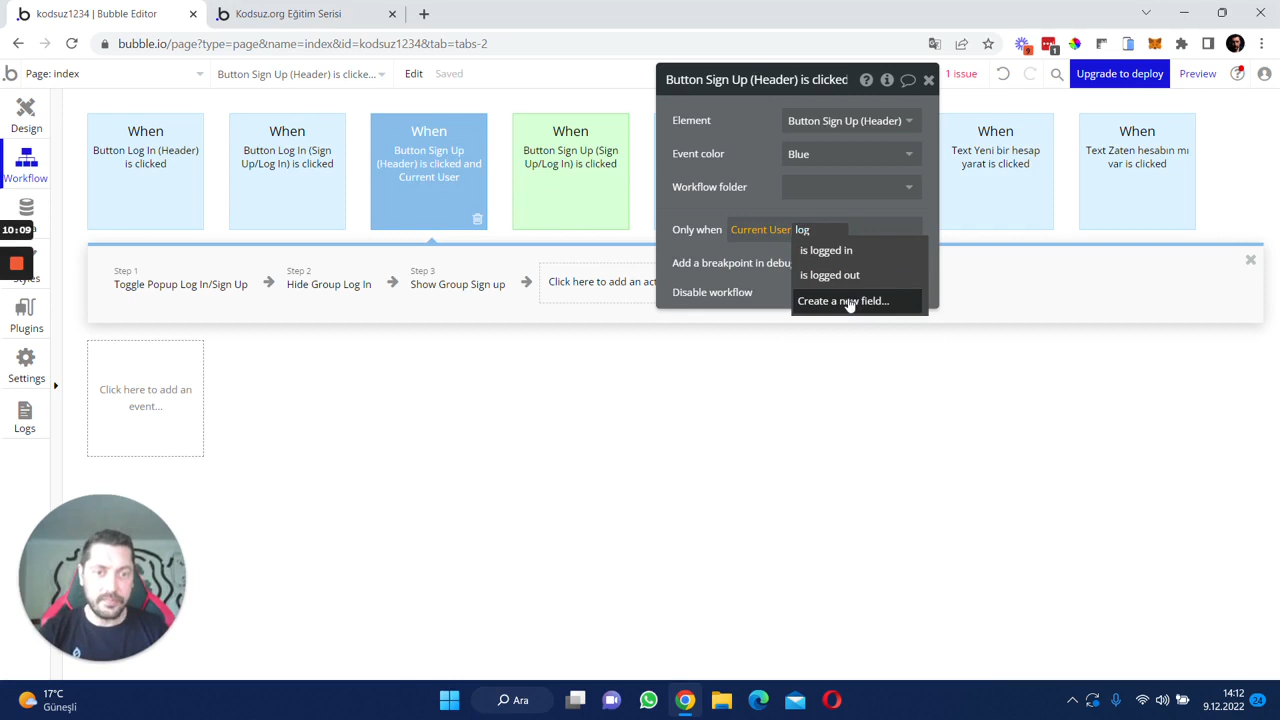 kodsuz1234 | Bubble Editor
Kodsuz.org Eğitim Serisi
bubble.io/page?type=page&name=index&id=kodsuz1234&tab=tabs-2
9
1
Page: index
Button Sign Up (Header) is clicke...
Edit
Saved
1 issue
Upgrade to deploy
Preview
Design
Workflow
10:09
Plugins
Settings
Logs
When
Button Log In (Header) is clicked
When
Button Log In (Sign Up/Log In) is clicked
When
Button Sign Up (Header) is clicked and Current User
When
Button Sign Up (Sign Up/Log In) is clicked
When
Text Yeni bir hesap yarat is clicked
When
Text Zaten hesabın mı var is clicked
Button Sign Up (Header) is clicked
Element
Button Sign Up (Header)
Event color
Blue
Workflow folder
Only when
Current User log
is logged in
is logged out
Create a new field...
Add a breakpoint in debu
Disable workflow
Step 1
Toggle Popup Log In/Sign Up
Step 2
Hide Group Log In
Step 3
Show Group Sign up
Click here to add an act
Click here to add an event...
17°C
Güneşli
Ara
14:12
9.12.2022
24